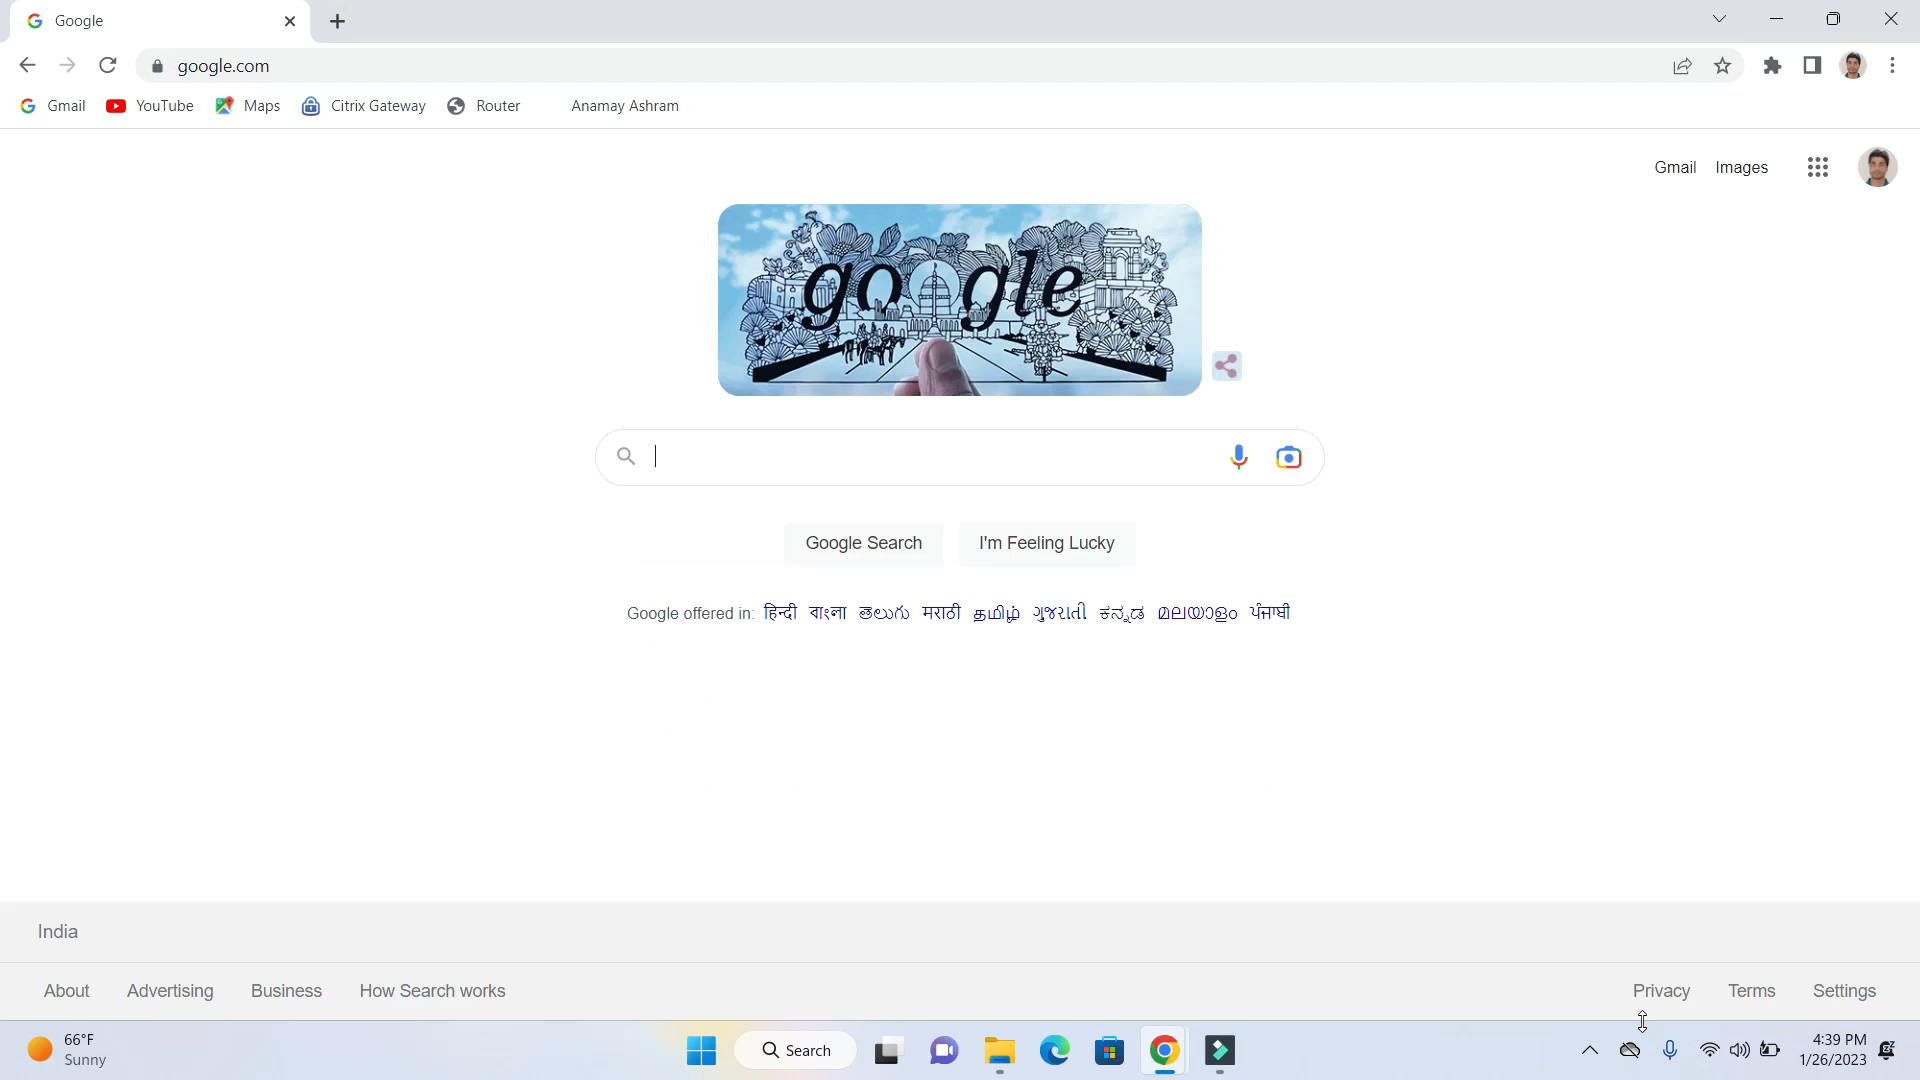 Google
google.com
Gmail YouTube Maps Citrix Gateway Router Anamay Ashram
Gmail Images
google
Google Search I'm Feeling Lucky
Google offered in: हिन्दी বাংলা తెలుగు मराठी தமிழ் ગુજરાતી ಕನ್ನಡ മലയാളം ਪੰਜਾਬੀ
India
About Advertising Business How Search works Privacy Terms Settings
66°F
Sunny
Search
4:39 PM
1/26/2023